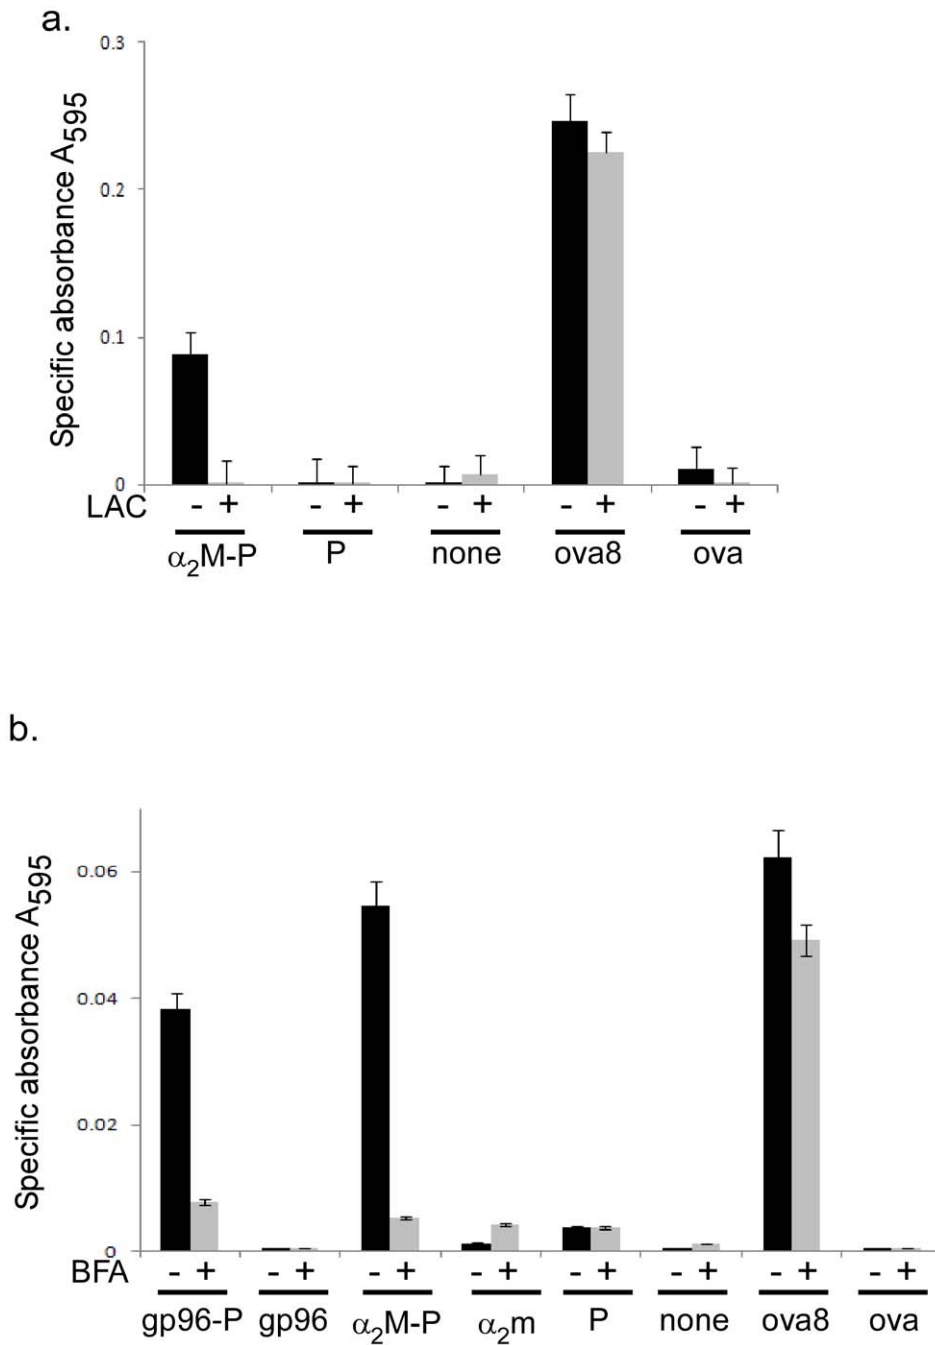 a.
Specific absorbance A595
0.3
0.2
0.1
0
LAC - + - + - + - + - +
α2M-P P none ova8 ova
b.
Specific absorbance A595
0.06
0.04
0.02
0
BFA - + - + - + - + - + - + - + - +
gp96-P gp96 α2M-P α2m P none ova8 ova